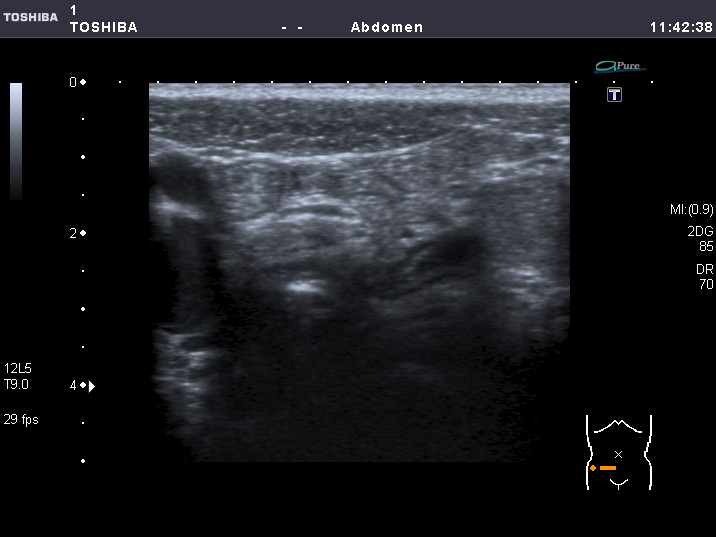 TOSHIBA
1
TOSHIBA - - Abdomen 11:42:38
APure
T
0
2
4
MI:(0.9)
2DG
85
DR
70
12L5
T9.0
29 fps